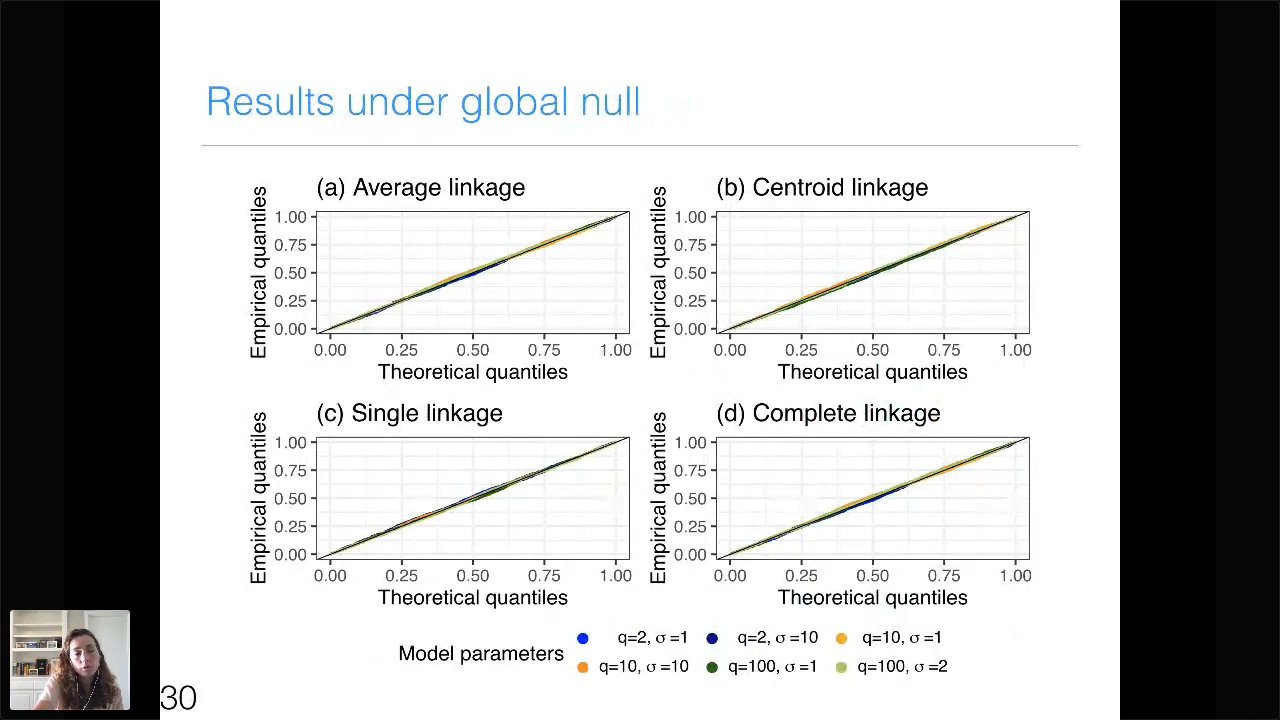 Results under global null
(a) Average linkage
Empirical quantiles
1.00
0.75
0.50
0.25
0.00
0.00 0.25 0.50 0.75 1.00
Theoretical quantiles
(b) Centroid linkage
Empirical quantiles
1.00
0.75
0.50
0.25
0.00
0.00 0.25 0.50 0.75 1.00
Theoretical quantiles
(c) Single linkage
Empirical quantiles
1.00
0.75
0.50
0.25
0.00
0.00 0.25 0.50 0.75 1.00
Theoretical quantiles
(d) Complete linkage
Empirical quantiles
1.00
0.75
0.50
0.25
0.00
0.00 0.25 0.50 0.75 1.00
Theoretical quantiles
Model parameters
q=2, σ=1 q=2, σ=10 q=10, σ=1
q=10, σ=10 q=100, σ=1 q=100, σ=2
30